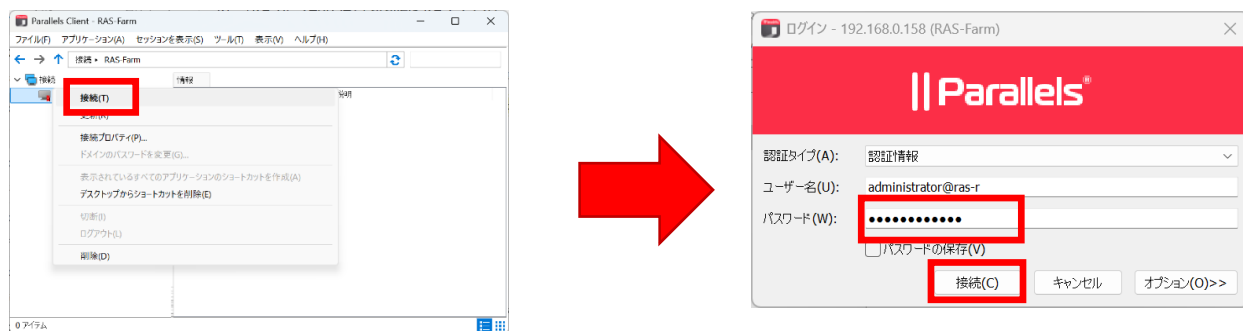 Parallels Client - RAS-Farm
ファイル(F) アプリケーション(A) セッションを表示(S) ツール(T) 表示(V) ヘルプ(H)
接続 ▸ RAS-Farm
接続
情報
説明
接続(T)
更新(R)
接続プロパティ(P)...
ドメインのパスワードを変更(G)...
表示されているすべてのアプリケーションのショートカットを作成(A)
デスクトップからショートカットを削除(E)
切断(I)
ログアウト(L)
削除(D)
0 アイテム
ログイン - 192.168.0.158 (RAS-Farm)
Parallels®
認証タイプ(A): 認証情報
ユーザー名(U): administrator@ras-r
パスワード(W): ●●●●●●●●●●●●
パスワードの保存(V)
接続(C) キャンセル オプション(O)>>